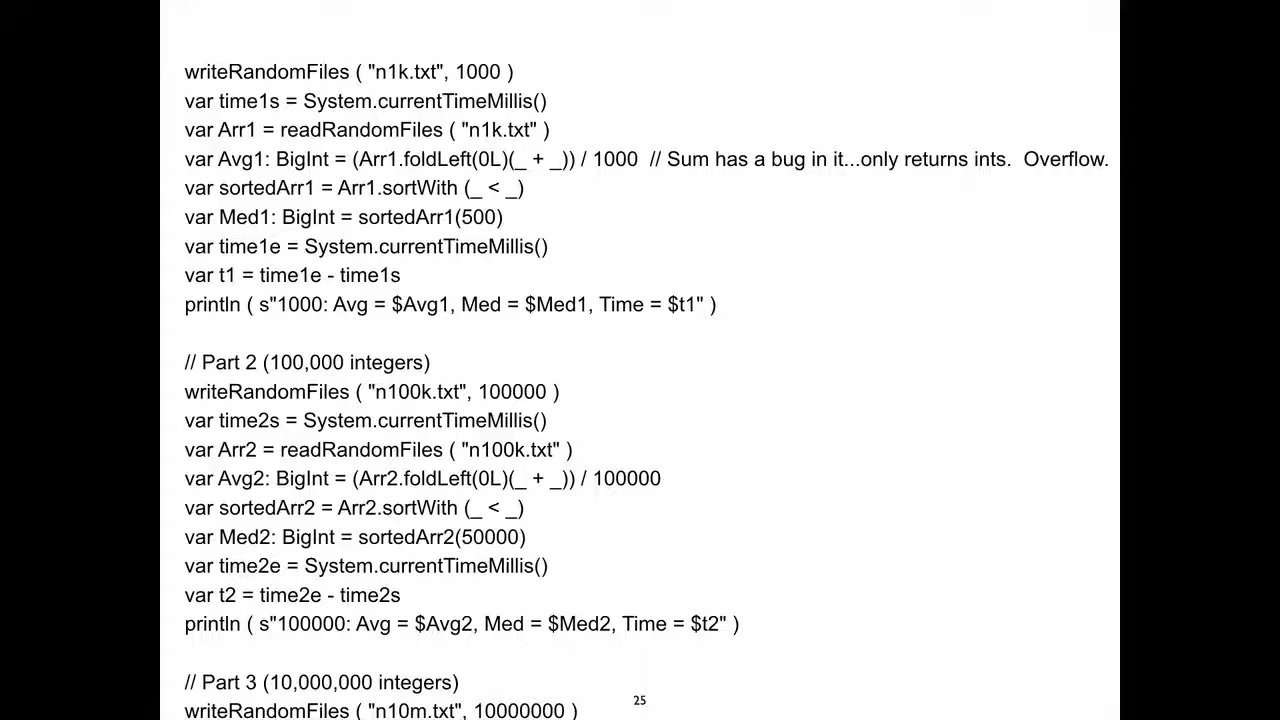 writeRandomFiles ( "n1k.txt", 1000 )
var time1s = System.currentTimeMillis()
var Arr1 = readRandomFiles ( "n1k.txt" )
var Avg1: BigInt = (Arr1.foldLeft(0L)(_ + _)) / 1000  // Sum has a bug in it...only returns ints.  Overflow.
var sortedArr1 = Arr1.sortWith (_ < _)
var Med1: BigInt = sortedArr1(500)
var time1e = System.currentTimeMillis()
var t1 = time1e - time1s
println ( s"1000: Avg = $Avg1, Med = $Med1, Time = $t1" )
// Part 2 (100,000 integers)
writeRandomFiles ( "n100k.txt", 100000 )
var time2s = System.currentTimeMillis()
var Arr2 = readRandomFiles ( "n100k.txt" )
var Avg2: BigInt = (Arr2.foldLeft(0L)(_ + _)) / 100000
var sortedArr2 = Arr2.sortWith (_ < _)
var Med2: BigInt = sortedArr2(50000)
var time2e = System.currentTimeMillis()
var t2 = time2e - time2s
println ( s"100000: Avg = $Avg2, Med = $Med2, Time = $t2" )
// Part 3 (10,000,000 integers)
writeRandomFiles ( "n10m.txt", 10000000 )
25